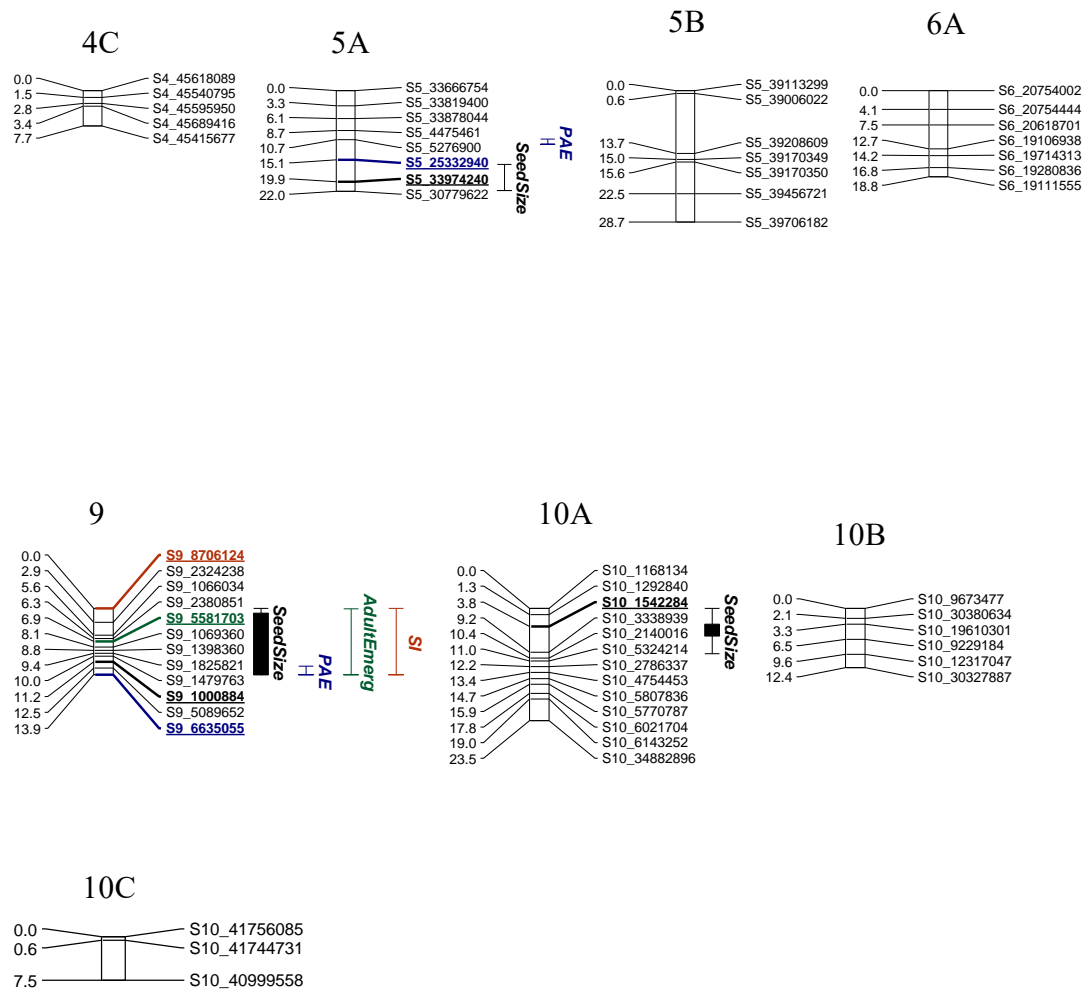 4C
0.0 S4_45618089
1.5 S4_45540795
2.8 S4_45595950
3.4 S4_45689416
7.7 S4_45415677
5A
0.0 S5_33666754
3.3 S5_33819400
6.1 S5_33878044
8.7 S5_4475461
10.7 S5_5276900
15.1 S5_25332940
19.9 S5_33974240
22.0 S5_30779622
SeedSize
PAE
5B
0.0 S5_39113299
0.6 S5_39006022
13.7 S5_39208609
15.0 S5_39170349
15.6 S5_39170350
22.5 S5_39456721
28.7 S5_39706182
6A
0.0 S6_20754002
4.1 S6_20754444
7.5 S6_20618701
12.7 S6_19106938
14.2 S6_19714313
16.8 S6_19280836
18.8 S6_19111555
9
0.0 S9_8706124
2.9 S9_2324238
5.6 S9_1066034
6.3 S9_2380851
6.9 S9_5581703
8.1 S9_1069360
8.8 S9_1398360
9.4 S9_1825821
10.0 S9_1479763
11.2 S9_1000884
12.5 S9_5089652
13.9 S9_6635055
SeedSize
PAE
AdultEmerg
SI
10A
0.0 S10_1168134
1.3 S10_1292840
3.8 S10_1542284
9.2 S10_3338939
10.4 S10_2140016
11.0 S10_5324214
12.2 S10_2786337
13.4 S10_4754453
14.7 S10_5807836
15.9 S10_5770787
17.8 S10_6021704
19.0 S10_6143252
23.5 S10_34882896
SeedSize
10B
0.0 S10_9673477
2.1 S10_30380634
3.3 S10_19610301
6.5 S10_9229184
9.6 S10_12317047
12.4 S10_30327887
10C
0.0 S10_41756085
0.6 S10_41744731
7.5 S10_40999558